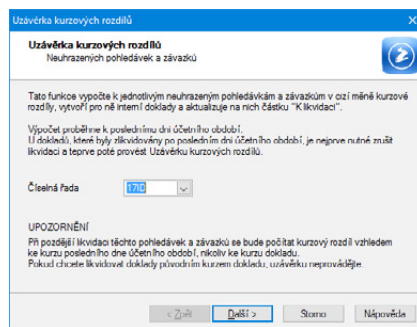 Uzávěrka kurzových rozdílů
Uzávěrka kurzových rozdílů
Neuhrazených pohledávek a závazků
Tato funkce vypočte k jednotlivým neuhrazeným pohledávkám a závazkům v cizí měně kurzové
rozdíly, vytvoří pro ně interní doklady a aktualizuje na nich částku "K likvidaci".
Výpočet proběhne k poslednímu dni účetního období.
U dokladů, které byly zlikvidovány po posledním dni účetního období, je nejprve nutné zrušit
likvidaci a teprve poté provést Uzávěrku kurzových rozdílů.
Číselná řada
17ID
UPOZORNĚNÍ
Při pozdější likvidaci těchto pohledávek a závazků se bude počítat kurzový rozdíl vzhledem
ke kurzu posledního dne účetního období, nikoliv ke kurzu dokladu.
Pokud chcete likvidovat doklady původním kurzem dokladu, uzávěrku neprovádějte.
< Zpět
Další >
Storno
Nápověda